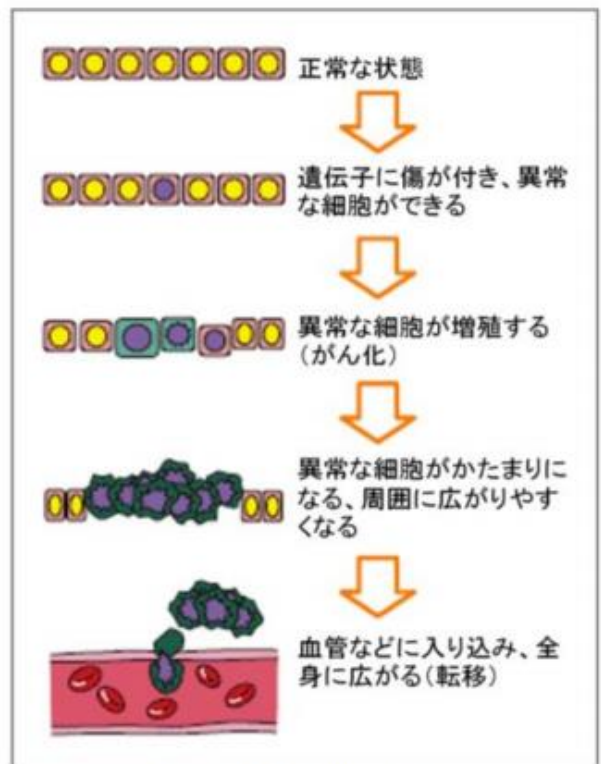 正常な状態
遺伝子に傷が付き、異常
な細胞ができる
異常な細胞が増殖する
(がん化)
異常な細胞がかたまりに
なる、周囲に広がりやす
くなる
血管などに入り込み、全
身に広がる(転移)